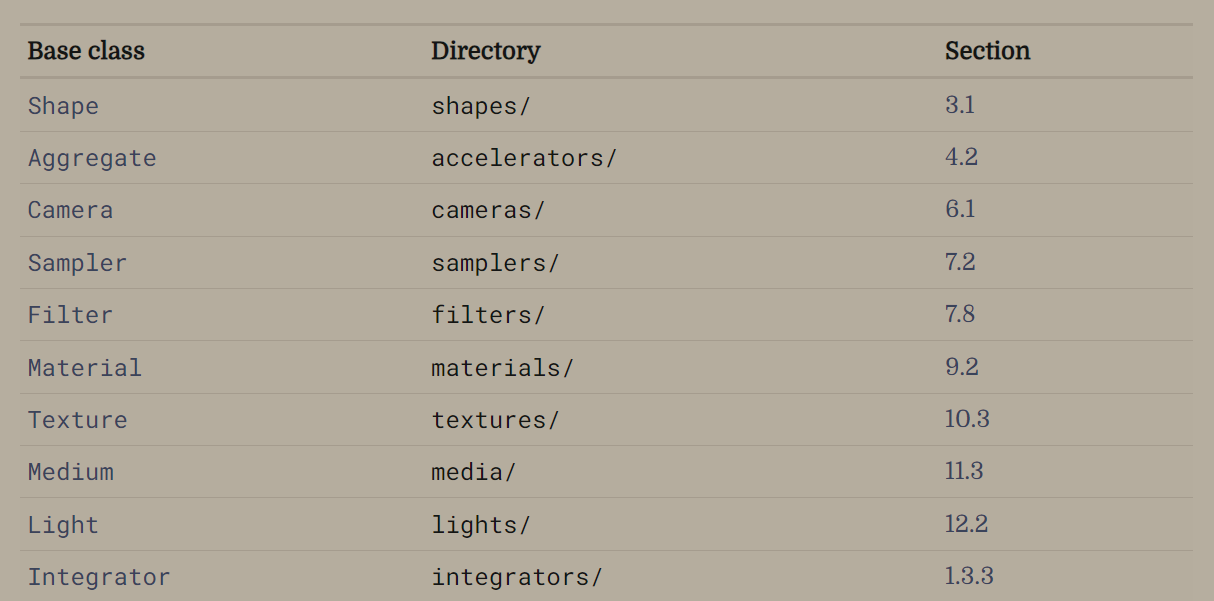 Base class Directory Section
Shape shapes/ 3.1
Aggregate accelerators/ 4.2
Camera cameras/ 6.1
Sampler samplers/ 7.2
Filter filters/ 7.8
Material materials/ 9.2
Texture textures/ 10.3
Medium media/ 11.3
Light lights/ 12.2
Integrator integrators/ 1.3.3